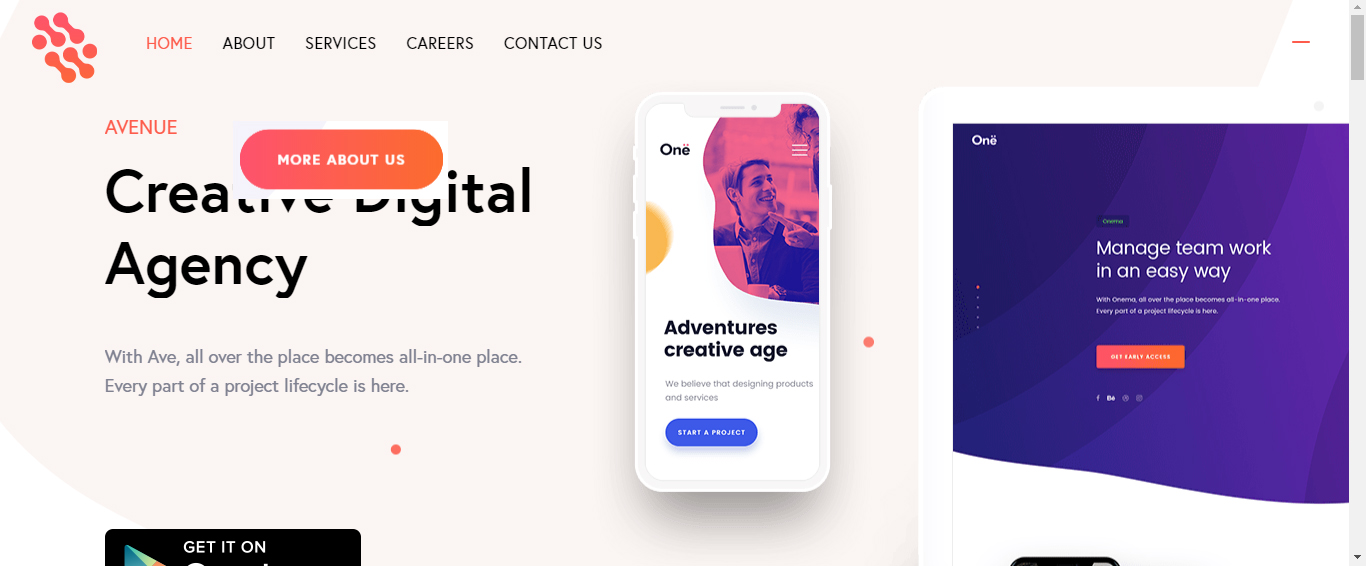 HOME ABOUT SERVICES CAREERS CONTACT US
AVENUE
MORE ABOUT US
Creative Digital
Agency
With Ave, all over the place becomes all-in-one place.
Every part of a project lifecycle is here.
GET IT ON
Onë
Adventures
creative age
We believe that designing products
and services
START A PROJECT
Onë
Onema
Manage team work
in an easy way
With Onema, all over the place becomes all-in-one place.
Every part of a project lifecycle is here.
GET EARLY ACCESS
Bē